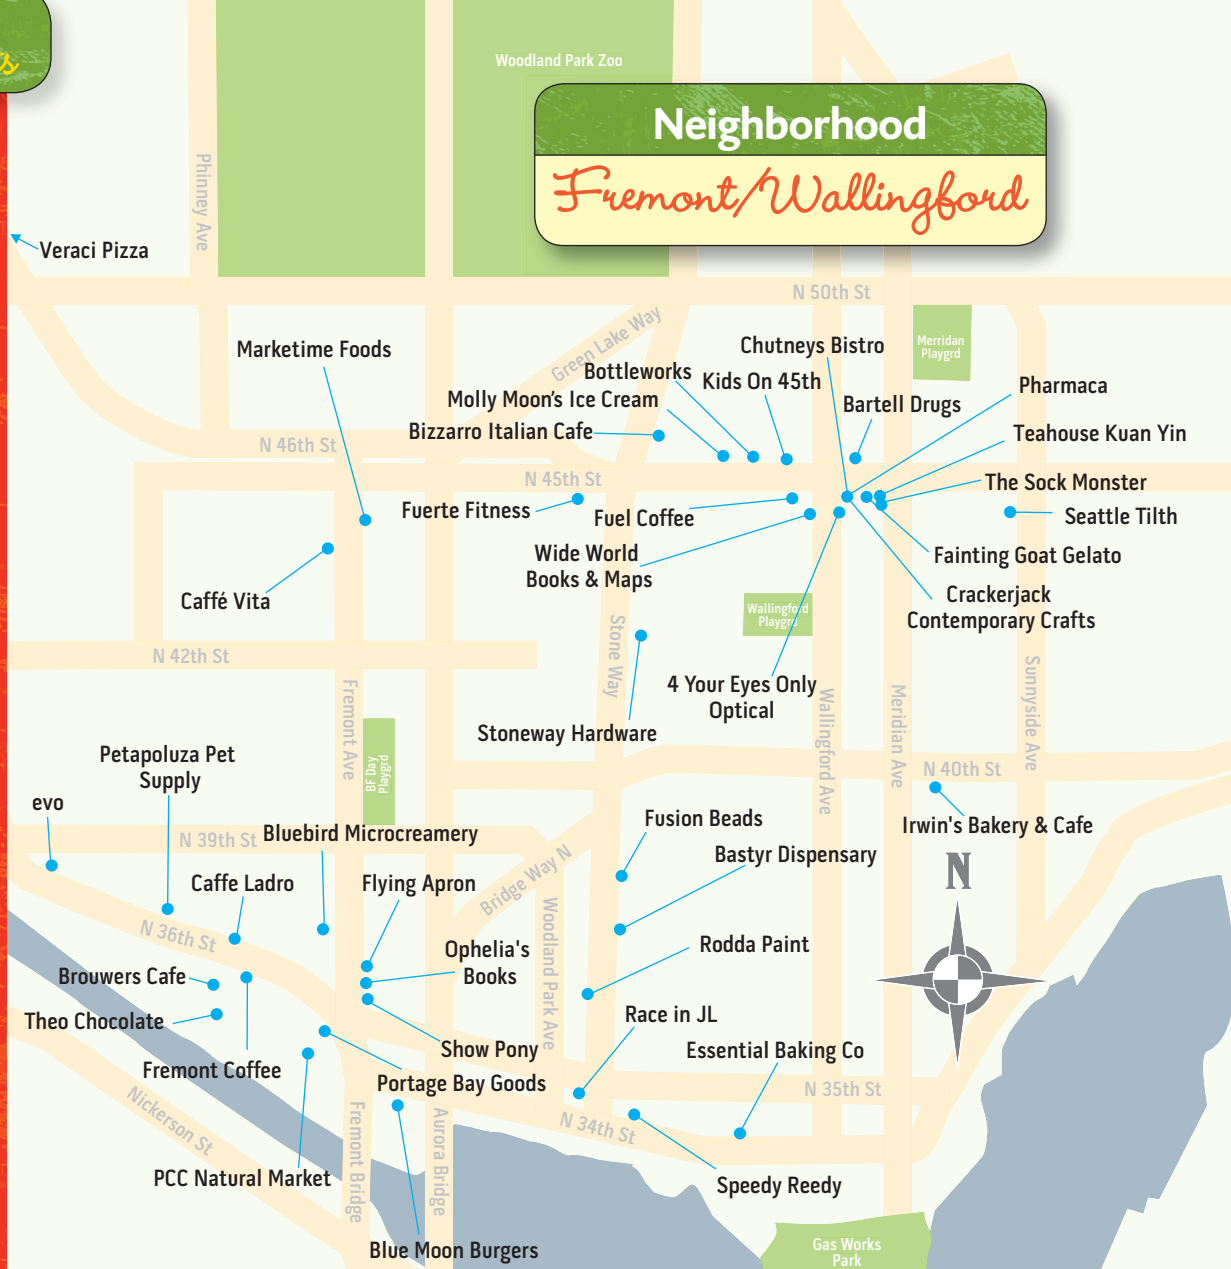 s
Woodland Park Zoo
Neighborhood
Fremont/Wallingford
Phinney Ave
Veraci Pizza
N 50th St
Green Lake Way
Merridan
Playgrd
Marketime Foods
Chutneys Bistro
Bottleworks
Kids On 45th
Pharmaca
Molly Moon's Ice Cream
Bartell Drugs
Bizzarro Italian Cafe
Teahouse Kuan Yin
N 46th St
N 45th St
The Sock Monster
Fuerte Fitness
Fuel Coffee
Seattle Tilth
Wide World
Books & Maps
Fainting Goat Gelato
Caffé Vita
Crackerjack
Contemporary Crafts
Wallingford
Playgrd
N 42th St
Stone Way
4 Your Eyes Only
Optical
Fremont Ave
Wallingford Ave
Meridian Ave
Sunnyside Ave
Stoneway Hardware
Petapoluza Pet
Supply
BF Day
Playgrd
N 40th St
evo
Bluebird Microcreamery
N 39th St
Fusion Beads
Irwin's Bakery & Cafe
Bastyr Dispensary
Caffe Ladro
Flying Apron
Bridge Way N
N
N 36th St
Woodland Park Ave
Ophelia's
Books
Rodda Paint
Brouwers Cafe
Theo Chocolate
Race in JL
Show Pony
Essential Baking Co
Fremont Coffee
Portage Bay Goods
N 35th St
Nickerson St
Fremont Bridge
Aurora Bridge
N 34th St
PCC Natural Market
Speedy Reedy
Blue Moon Burgers
Gas Works
Park